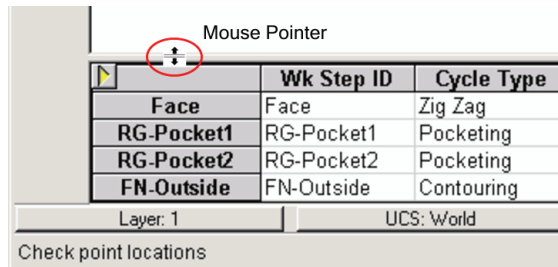 Mouse Pointer
Wk Step ID Cycle Type
Face Face Zig Zag
RG-Pocket1 RG-Pocket1 Pocketing
RG-Pocket2 RG-Pocket2 Pocketing
FN-Outside FN-Outside Contouring
Layer: 1 UCS: World
Check point locations